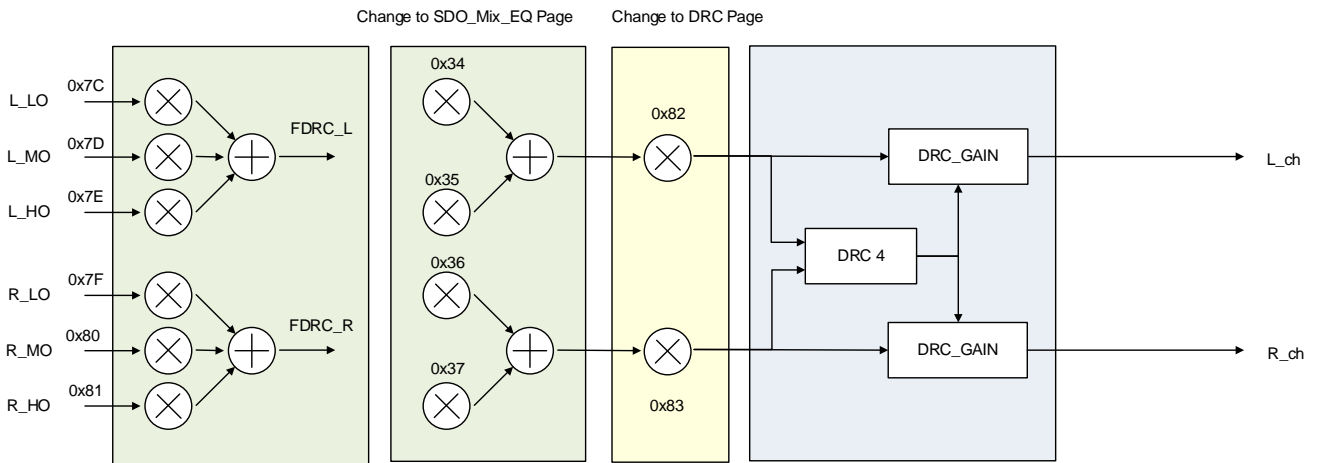 Change to SDO_Mix_EQ Page
Change to DRC Page
L_LO
0x7C
L_MO
0x7D
L_HO
0x7E
FDRC_L
R_LO
0x7F
R_MO
0x80
R_HO
0x81
FDRC_R
0x34
0x35
0x36
0x37
0x82
0x83
DRC_GAIN
DRC 4
DRC_GAIN
L_ch
R_ch